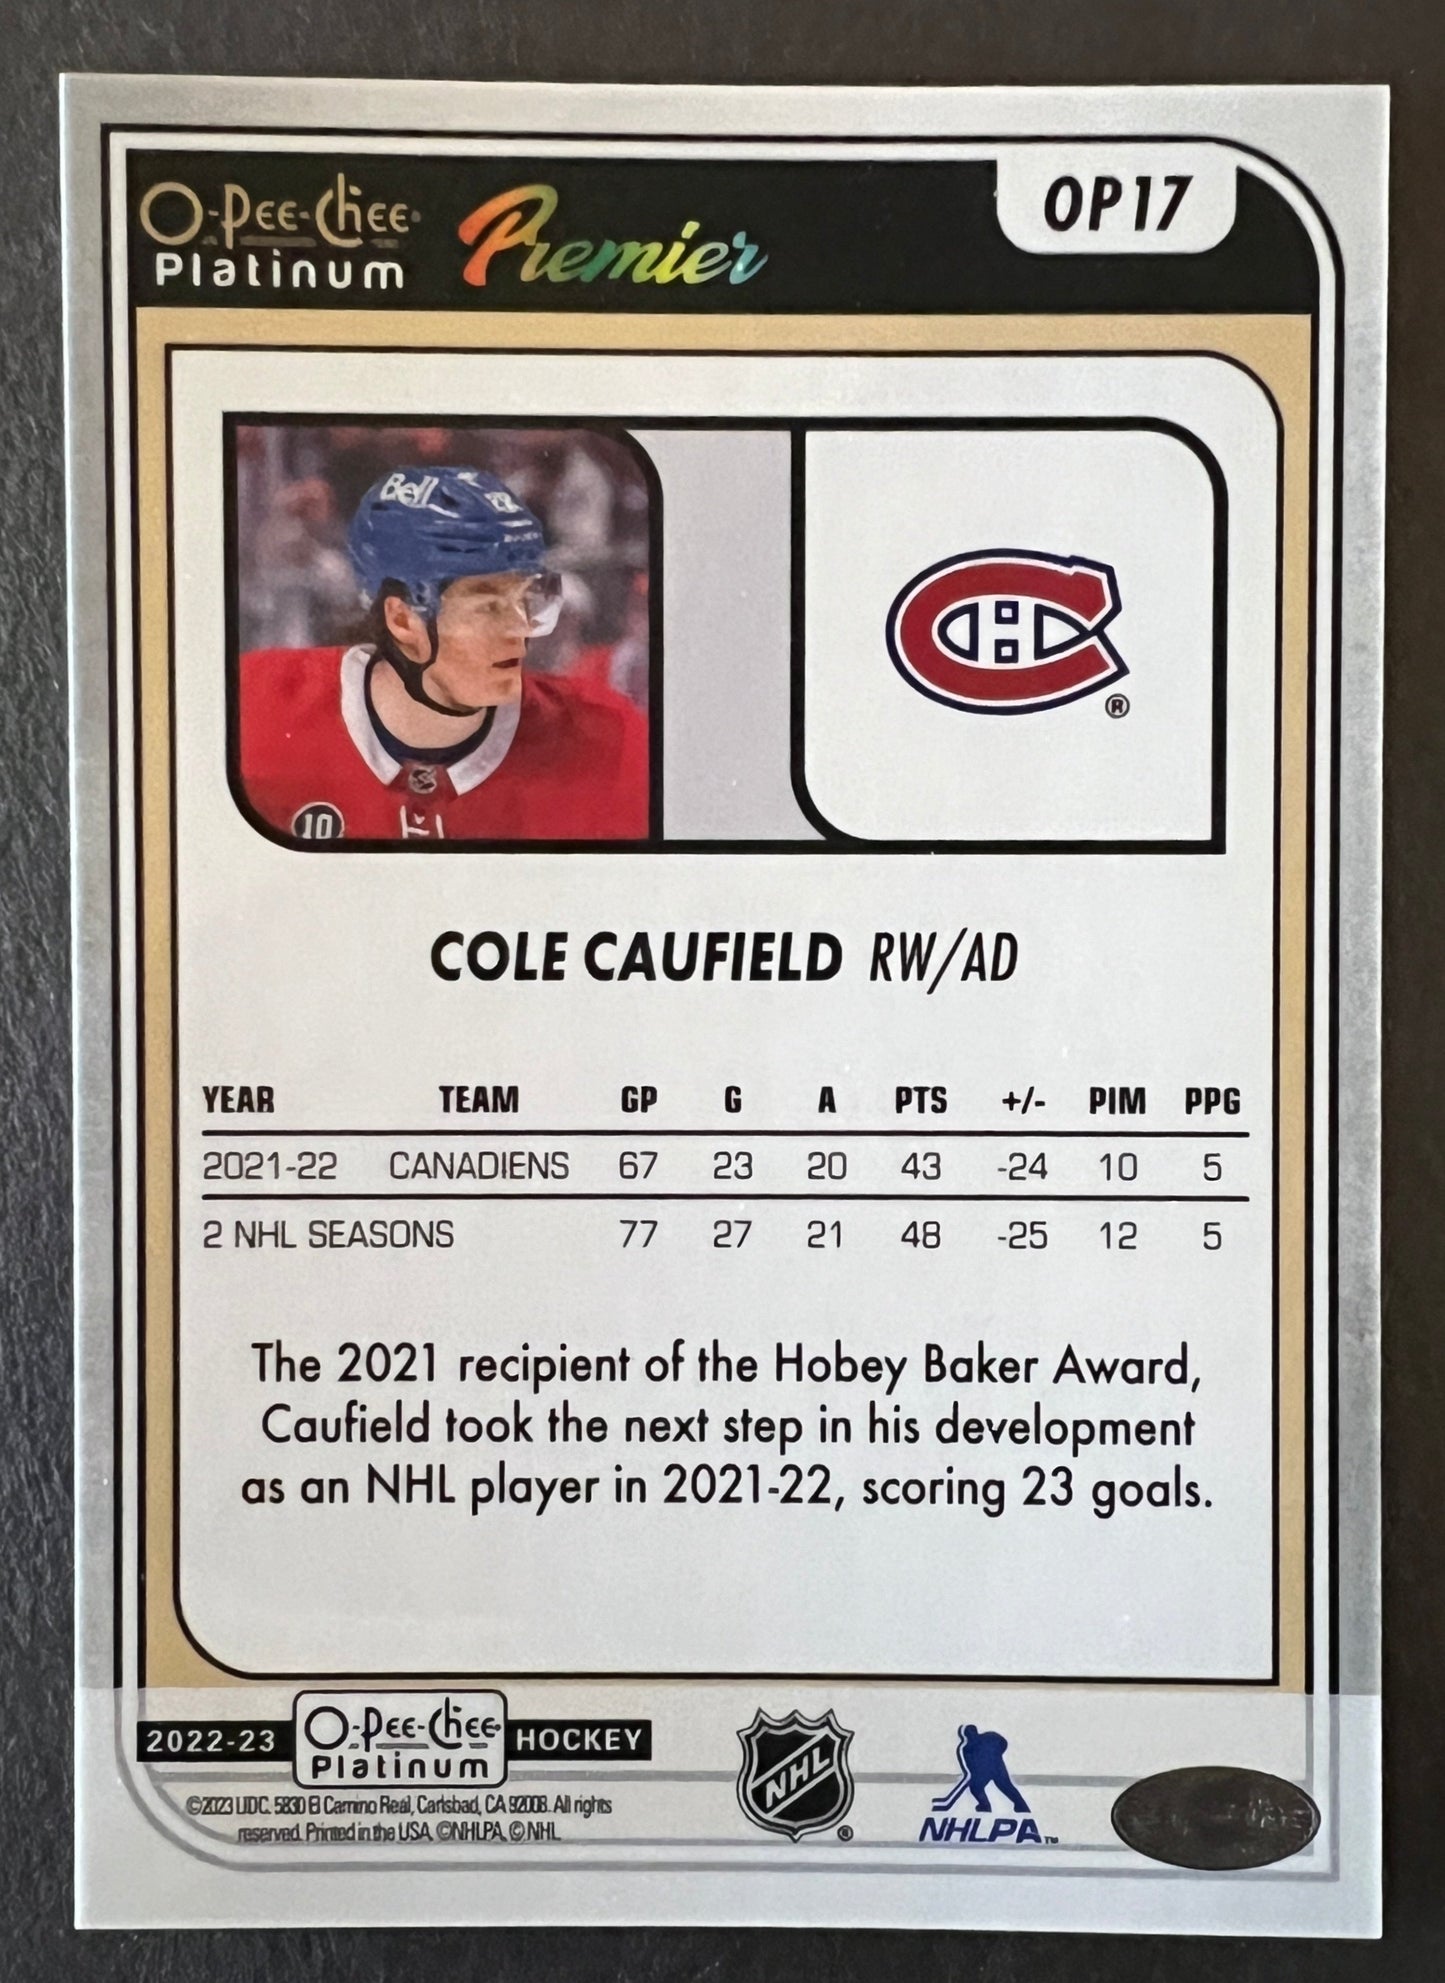 O-Pee-Chee Platinum Premier OP17
Bell
10
COLE CAUFIELD RW/AD
YEAR TEAM GP G A PTS +/- PIM PPG
2021-22 CANADIENS 67 23 20 43 -24 10 5
2 NHL SEASONS 77 27 21 48 -25 12 5
The 2021 recipient of the Hobey Baker Award,
Caufield took the next step in his development
as an NHL player in 2021-22, scoring 23 goals.
2022-23 O-Pee-Chee Platinum HOCKEY
©2023 UDC. 5830 El Camino Real, Carlsbad, CA 92008. All rights
reserved. Printed in the USA. ©NHLPA. © NHL
NHL ®
NHLPA™